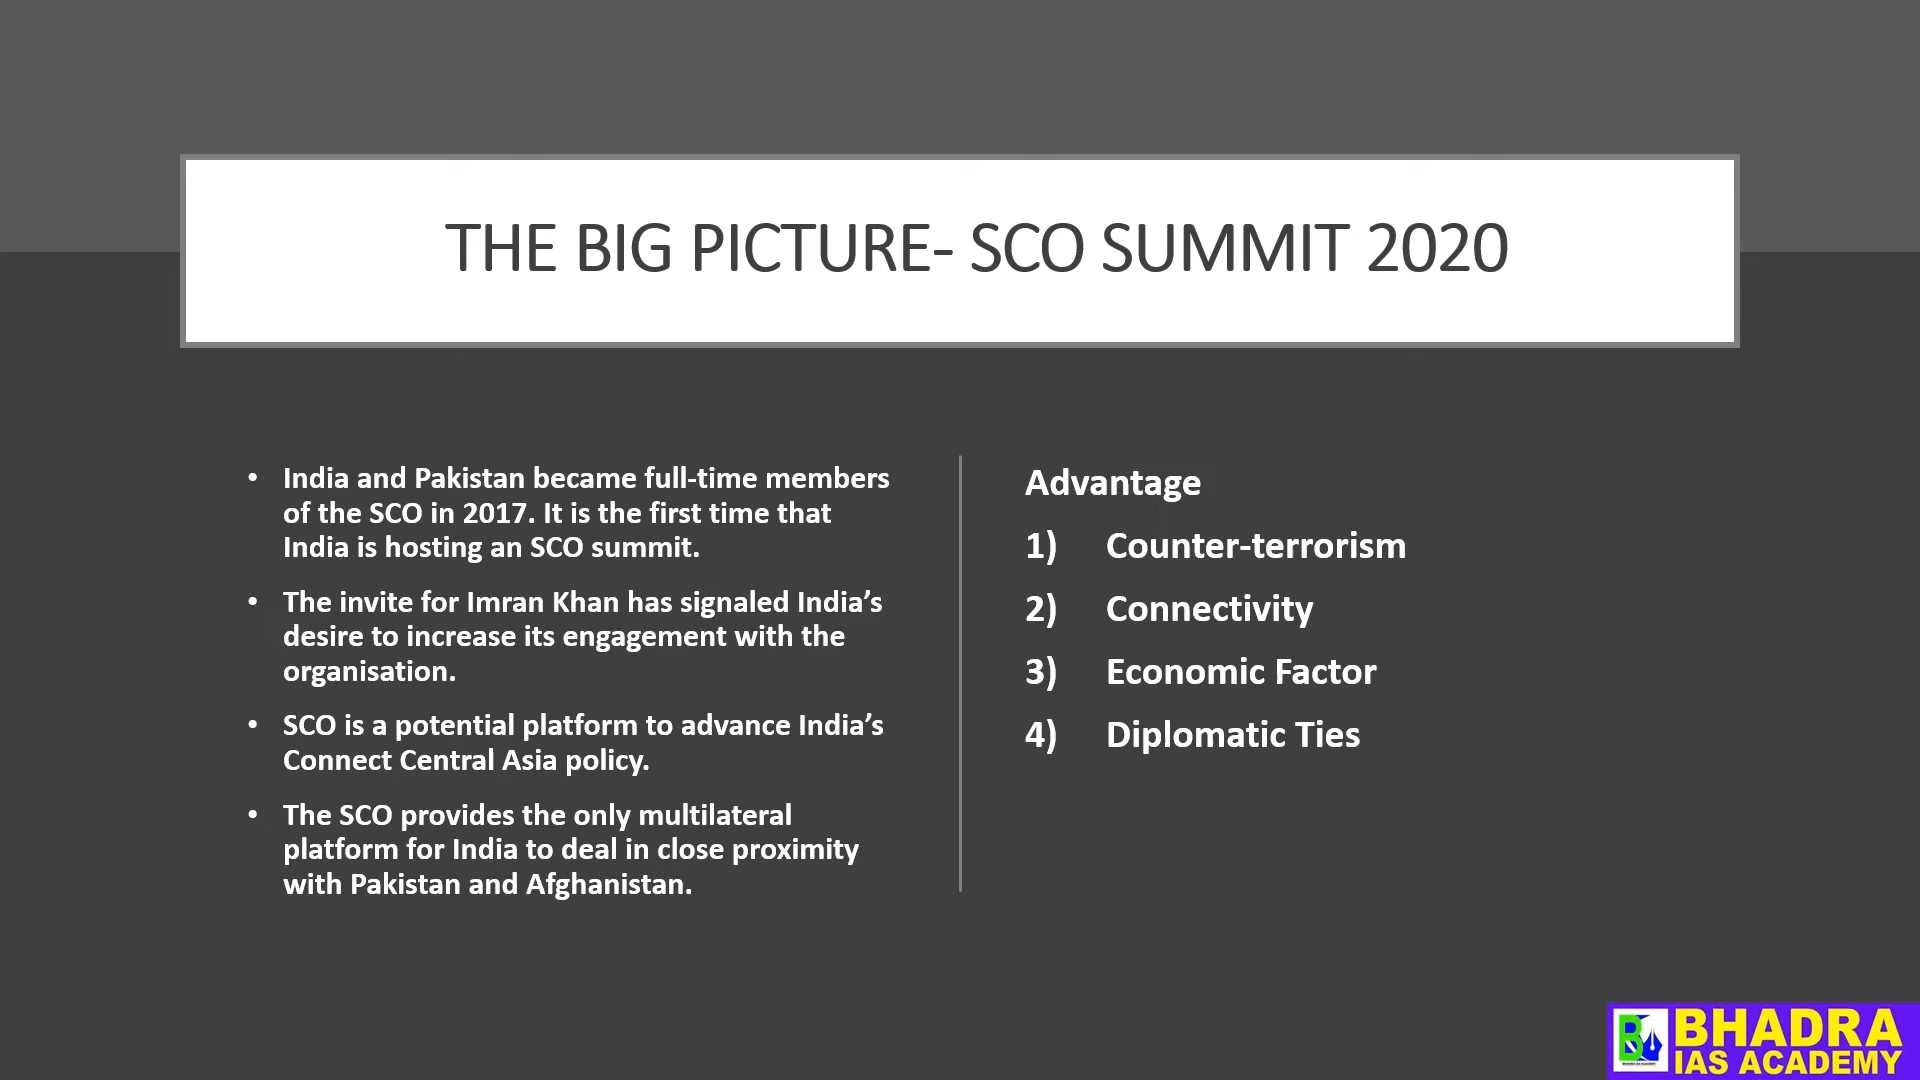 THE BIG PICTURE- SCO SUMMIT 2020
• India and Pakistan became full-time members
of the SCO in 2017. It is the first time that
India is hosting an SCO summit.
• The invite for Imran Khan has signaled India’s
desire to increase its engagement with the
organisation.
• SCO is a potential platform to advance India’s
Connect Central Asia policy.
• The SCO provides the only multilateral
platform for India to deal in close proximity
with Pakistan and Afghanistan.
Advantage
1) Counter-terrorism
2) Connectivity
3) Economic Factor
4) Diplomatic Ties
BHADRA
IAS ACADEMY